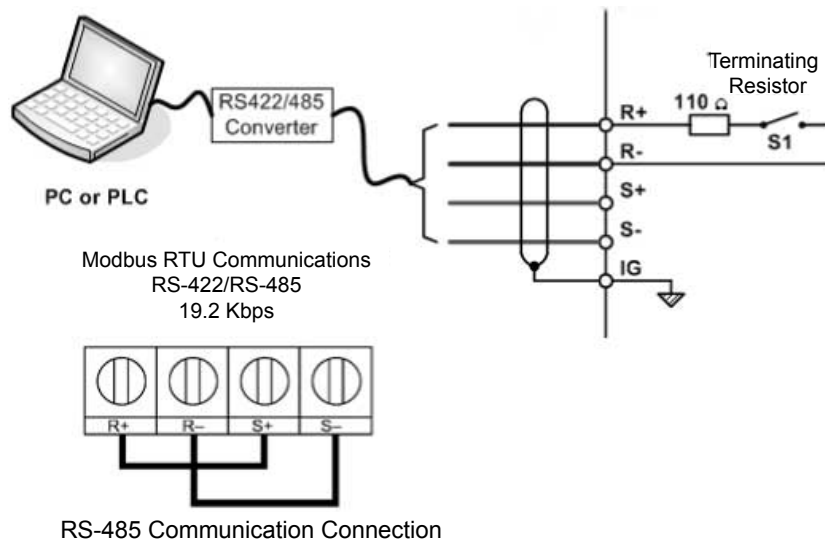 Terminating
Resistor
RS422/485
Converter
R+
110 Ω
S1
R-
PC or PLC
S+
S-
IG
Modbus RTU Communications
RS-422/RS-485
19.2 Kbps
R+ R– S+ S–
RS-485 Communication Connection